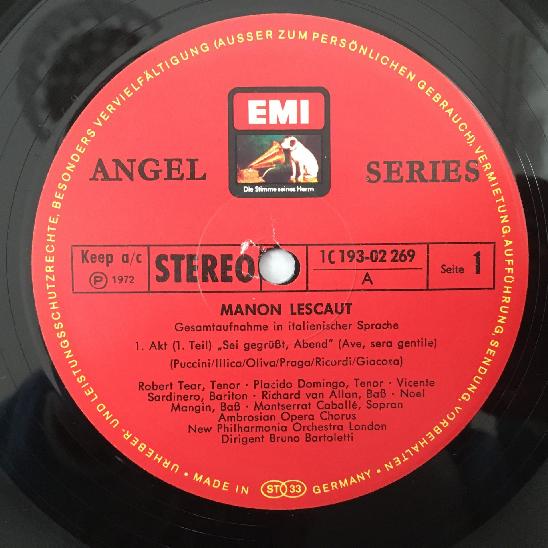 URHEBER- UND LEISTUNGSSCHUTZRECHTE, BESONDERS VERVIELFÄLTIGUNG (AUSSER ZUM PERSÖNLICHEN GEBRAUCH), VERMIETUNG, AUFFÜHRUNG, SENDUNG, VORBEHALTEN
EMI
Die Stimme seines Herrn
ANGEL SERIES
Keep a/c
Ⓟ 1972
STEREO
1C 193-02 269
A
Seite 1
MANON LESCAUT
Gesamtaufnahme in italienischer Sprache
1. Akt (1. Teil) „Sei gegrüßt, Abend” (Ave, sera gentile)
(Puccini/Illica/Oliva/Praga/Ricordi/Giacosa)
Robert Tear, Tenor · Placido Domingo, Tenor · Vicente
Sardinero, Bariton · Richard van Allan, Baß · Noel
Mangin, Baß · Montserrat Caballé, Sopran
Ambrosian Opera Chorus
New Philharmonia Orchestra London
Dirigent Bruno Bartoletti
• MADE IN ST 33 GERMANY •